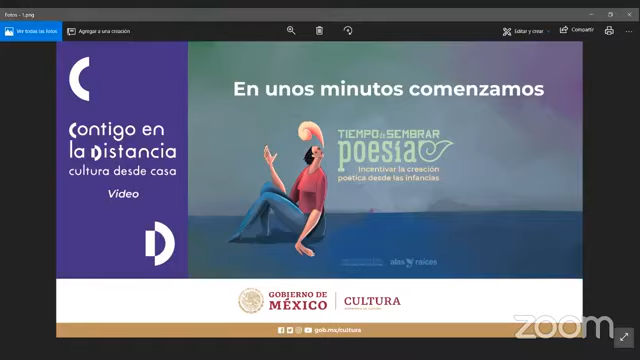 Fotos - 1.png
Ver todas las fotos
Agregar a una creación
Editar y crear
Compartir
Contigo en
la Distancia
cultura desde casa
Video
En unos minutos comenzamos
TIEMPO de SEMBRAR
poesía
Incentivar la creación
poética desde las infancias
alas y raíces
GOBIERNO DE
MÉXICO
CULTURA
gob.mx/cultura
zoom